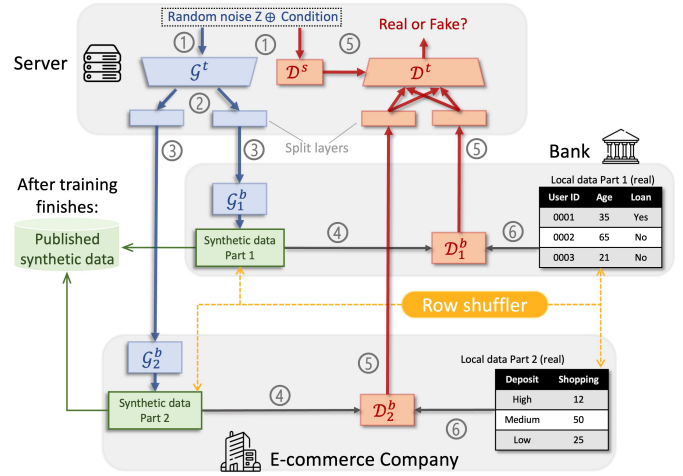 Random noise Z ⊕ Condition
① ① ⑤ Real or Fake?
Server
𝒢ᵗ 𝒟ˢ 𝒟ᵗ
②
③ ③ Split layers ⑤
Bank
After training
finishes:
Published
synthetic data
𝒢₁ᵇ
Synthetic data
Part 1
④
𝒟₁ᵇ
⑥
Local data Part 1 (real)
User ID Age Loan
0001 35 Yes
0002 65 No
0003 21 No
Row shuffler
𝒢₂ᵇ
⑤
Synthetic data
Part 2
④
𝒟₂ᵇ
⑥
Local data Part 2 (real)
Deposit Shopping
High 12
Medium 50
Low 25
E-commerce Company